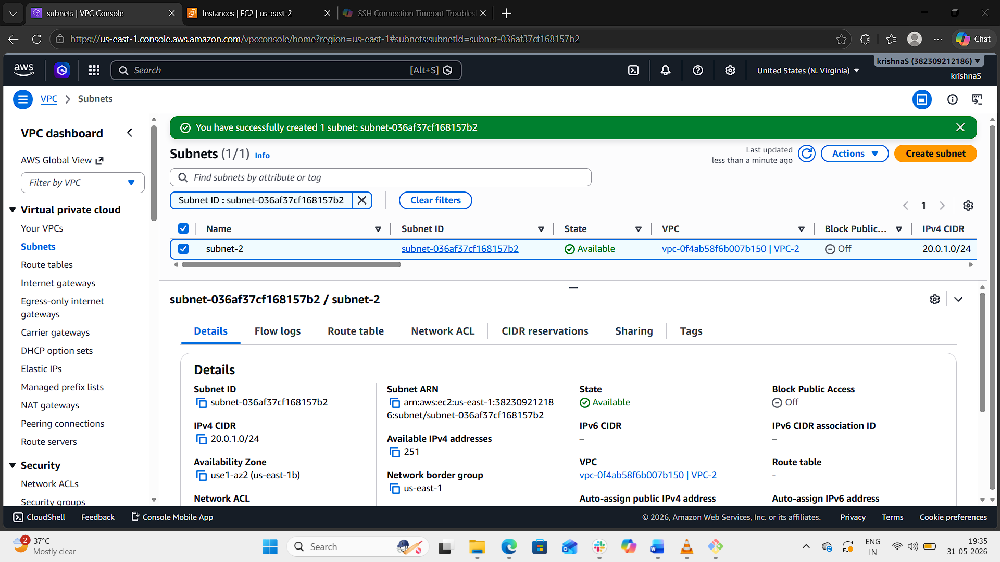 subnets | VPC Console
Instances | EC2 | us-east-2
SSH Connection Timeout Troubles
https://us-east-1.console.aws.amazon.com/vpcconsole/home?region=us-east-1#subnets:subnetId=subnet-036af37cf168157b2
Chat
aws
Search
[Alt+S]
United States (N. Virginia)
krishnaS (382309212186)
krishnaS
VPC
Subnets
VPC dashboard
AWS Global View
Filter by VPC
Virtual private cloud
Your VPCs
Subnets
Route tables
Internet gateways
Egress-only internet
gateways
Carrier gateways
DHCP option sets
Elastic IPs
Managed prefix lists
NAT gateways
Peering connections
Route servers
Security
Network ACLs
Security groups
You have successfully created 1 subnet: subnet-036af37cf168157b2
Subnets (1/1) Info
Last updated
less than a minute ago
Actions
Create subnet
Find subnets by attribute or tag
Subnet ID : subnet-036af37cf168157b2
Clear filters
1
Name Subnet ID State VPC Block Public... IPv4 CIDR
subnet-2 subnet-036af37cf168157b2 Available vpc-0f4ab58f6b007b150 | VPC-2 Off 20.0.1.0/24
subnet-036af37cf168157b2 / subnet-2
Details Flow logs Route table Network ACL CIDR reservations Sharing Tags
Details
Subnet ID
subnet-036af37cf168157b2
IPv4 CIDR
20.0.1.0/24
Availability Zone
use1-az2 (us-east-1b)
Network ACL
Subnet ARN
arn:aws:ec2:us-east-1:38230921218
6:subnet/subnet-036af37cf168157b2
Available IPv4 addresses
251
Network border group
us-east-1
State
Available
IPv6 CIDR
–
VPC
vpc-0f4ab58f6b007b150 | VPC-2
Auto-assign public IPv4 address
Block Public Access
Off
IPv6 CIDR association ID
–
Route table
-
Auto-assign IPv6 address
CloudShell Feedback Console Mobile App
© 2026, Amazon Web Services, Inc. or its affiliates. Privacy Terms Cookie preferences
2
37°C
Mostly clear
Search
ENG
IN
19:35
31-05-2026